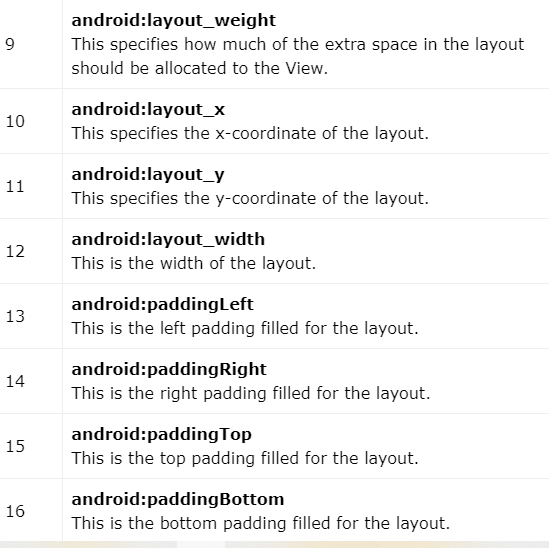 9
android:layout_weight
This specifies how much of the extra space in the layout
should be allocated to the View.
10
android:layout_x
This specifies the x-coordinate of the layout.
11
android:layout_y
This specifies the y-coordinate of the layout.
12
android:layout_width
This is the width of the layout.
13
android:paddingLeft
This is the left padding filled for the layout.
14
android:paddingRight
This is the right padding filled for the layout.
15
android:paddingTop
This is the top padding filled for the layout.
16
android:paddingBottom
This is the bottom padding filled for the layout.